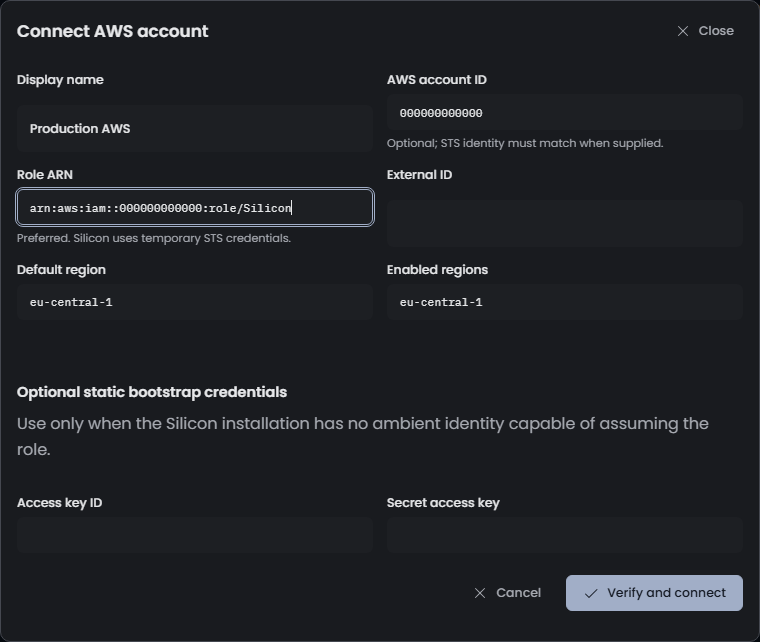 Connect AWS account
Close
Display name
AWS account ID
Production AWS
000000000000
Optional; STS identity must match when supplied.
Role ARN
External ID
arn:aws:iam::000000000000:role/Silicon
Preferred. Silicon uses temporary STS credentials.
Default region
Enabled regions
eu-central-1
eu-central-1
Optional static bootstrap credentials
Use only when the Silicon installation has no ambient identity capable of assuming the
role.
Access key ID
Secret access key
Cancel
Verify and connect